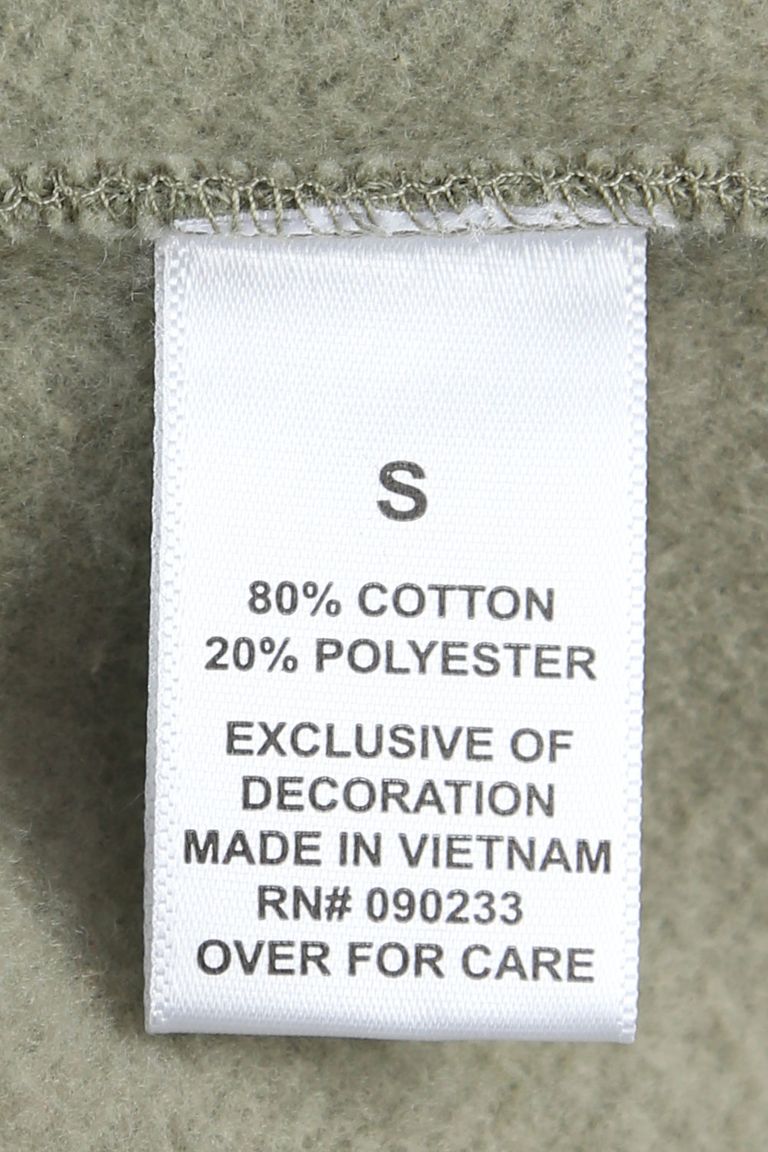 S
80% COTTON
20% POLYESTER
EXCLUSIVE OF
DECORATION
MADE IN VIETNAM
RN# 090233
OVER FOR CARE